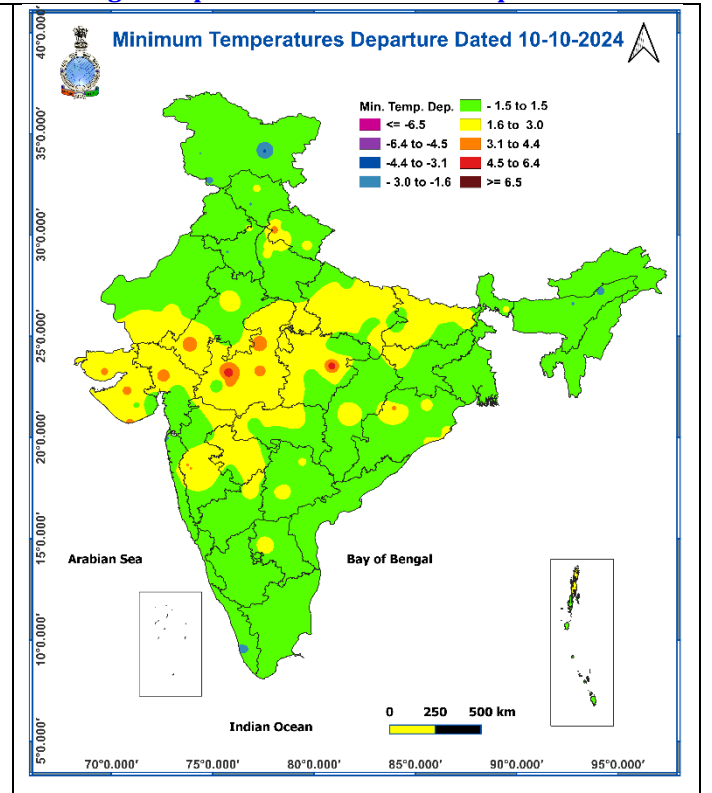 Minimum Temperatures Departure Dated 10-10-2024
Min. Temp. Dep.
<= -6.5
-6.4 to -4.5
-4.4 to -3.1
- 3.0 to -1.6
- 1.5 to 1.5
1.6 to 3.0
3.1 to 4.4
4.5 to 6.4
>= 6.5
40°0.000'
35°0.000'
30°0.000'
25°0.000'
20°0.000'
15°0.000'
10°0.000'
5°0.000'
Arabian Sea
Bay of Bengal
Indian Ocean
0 250 500 km
70°0.000' 75°0.000' 80°0.000' 85°0.000' 90°0.000' 95°0.000'